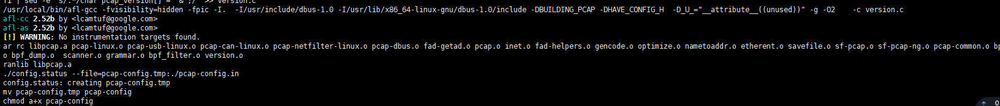 fi | sed -e 's/.*/char pcap_version[] = "&";/' >> version.c
/usr/local/bin/afl-gcc -fvisibility=hidden -fpic -I. -I/usr/include/dbus-1.0 -I/usr/lib/x86_64-linux-gnu/dbus-1.0/include -DBUILDING_PCAP -DHAVE_CONFIG_H -D_U_="__attribute__((unused))" -g -O2 -c version.c
afl-cc 2.52b by <lcamtuf@google.com>
afl-as 2.52b by <lcamtuf@google.com>
[!] WARNING: No instrumentation targets found.
ar rc libpcap.a pcap-linux.o pcap-usb-linux.o pcap-can-linux.o pcap-netfilter-linux.o pcap-dbus.o fad-getad.o pcap.o inet.o fad-helpers.o gencode.o optimize.o nametoaddr.o etherent.o savefile.o sf-pcap.o sf-pcap-ng.o pcap-common.o bp
o bpf_dump.o scanner.o grammar.o bpf_filter.o version.o
ranlib libpcap.a
./config.status --file=pcap-config.tmp:./pcap-config.in
config.status: creating pcap-config.tmp
mv pcap-config.tmp pcap-config
chmod a+x pcap-config
0